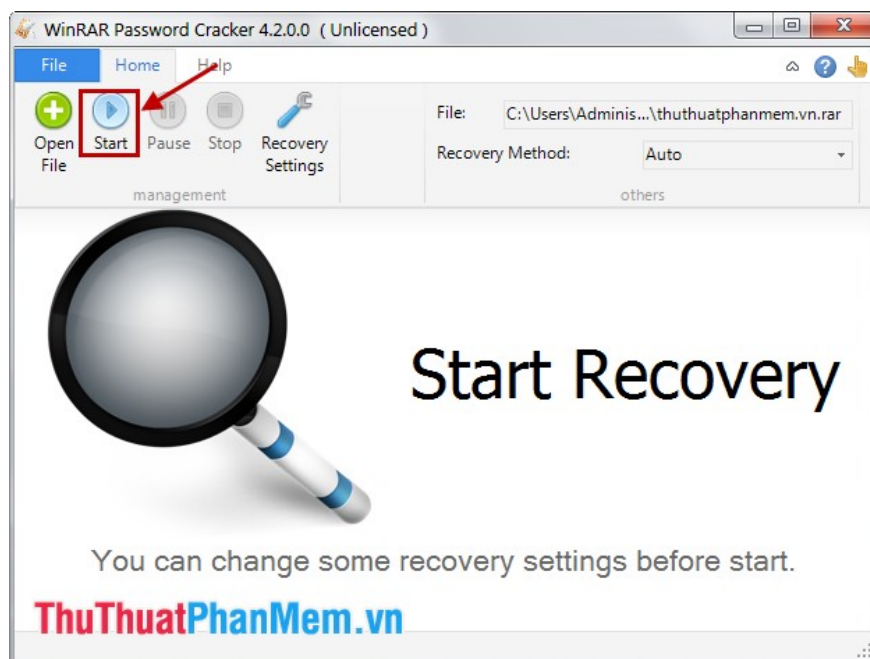 WinRAR Password Cracker 4.2.0.0 ( Unlicensed )
File Home Help
Open File Start Pause Stop Recovery Settings
management
File: C:\Users\Adminis...\thuthuatphanmem.vn.rar
Recovery Method: Auto
others
Start Recovery
You can change some recovery settings before start.
ThuThuatPhanMem.vn